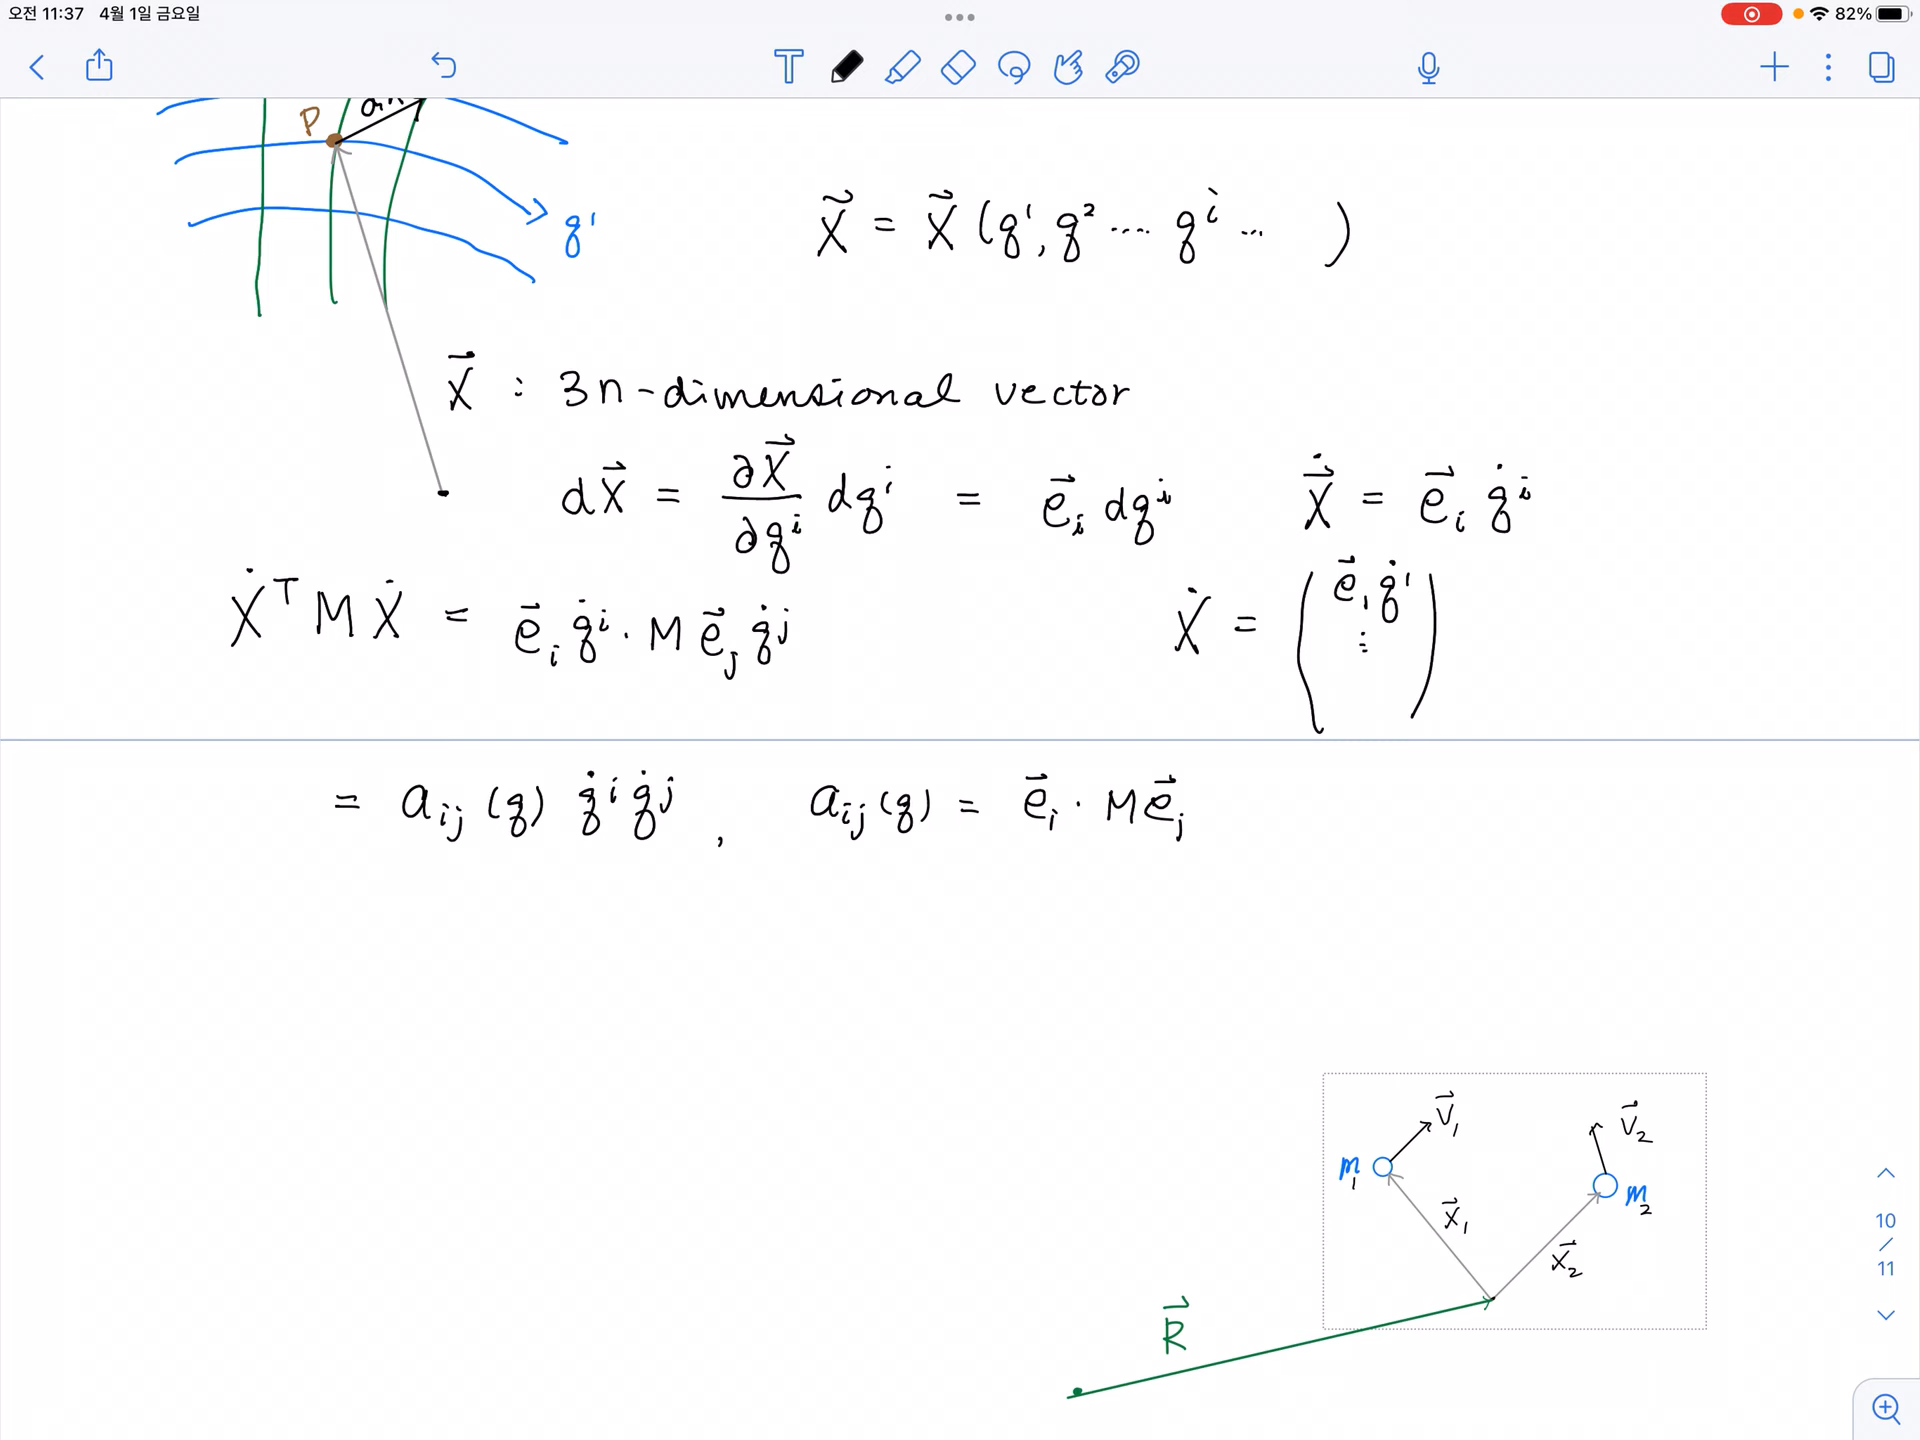 오전 11:37 4월 1일 금요일
82%
P
q¹
X⃗ = X⃗ (q¹, q² .... qⁱ ... )
X⃗ : 3n-dimensional vector
dX⃗ = ∂X⃗/∂qⁱ dqⁱ = e⃗ᵢ dqⁱ Ẋ⃗ = e⃗ᵢ q̇ⁱ
Ẋᵀ M Ẋ = e⃗ᵢ q̇ⁱ · M e⃗ⱼ q̇ʲ Ẋ = ( e⃗₁ q̇¹ ⋮ )
= aᵢⱼ (q) q̇ⁱ q̇ʲ , aᵢⱼ (q) = e⃗ᵢ · M e⃗ⱼ
V⃗₁
V⃗₂
m₁
m₂
x⃗₁
x⃗₂
R⃗
10
/
11